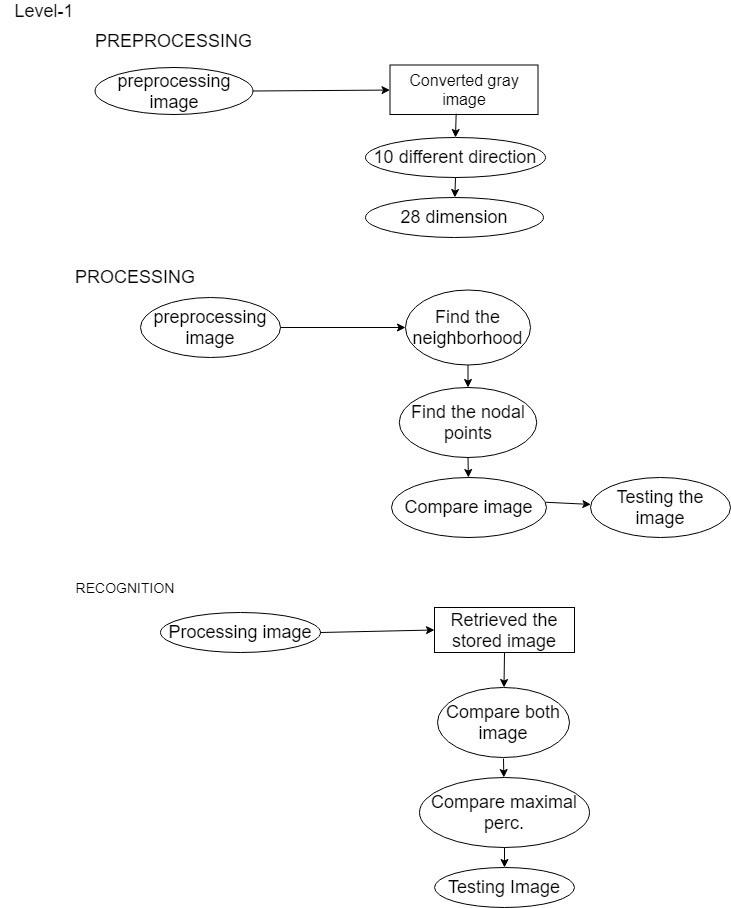 Level-1
PREPROCESSING
preprocessing
image
Converted gray
image
10 different direction
28 dimension
PROCESSING
preprocessing
image
Find the
neighborhood
Find the nodal
points
Compare image
Testing the
image
RECOGNITION
Processing image
Retrieved the
stored image
Compare both
image
Compare maximal
perc.
Testing Image